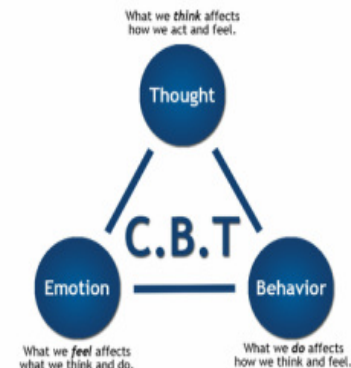 What we think affects
how we act and feel.
Thought
C.B.T
Emotion
Behavior
What we feel affects
what we think and do.
What we do affects
how we think and feel.